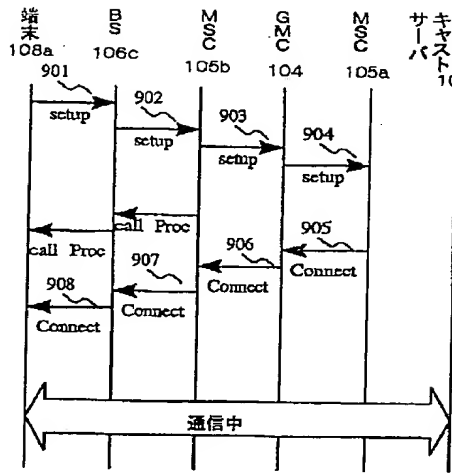 端末
108a
BS
106c
MSC
105b
GMC
104
MSC
105a
キャスト
サーバ
901
setup
902
setup
903
setup
904
setup
call Proc
call Proc
905
Connect
906
Connect
907
Connect
908
Connect
通信中